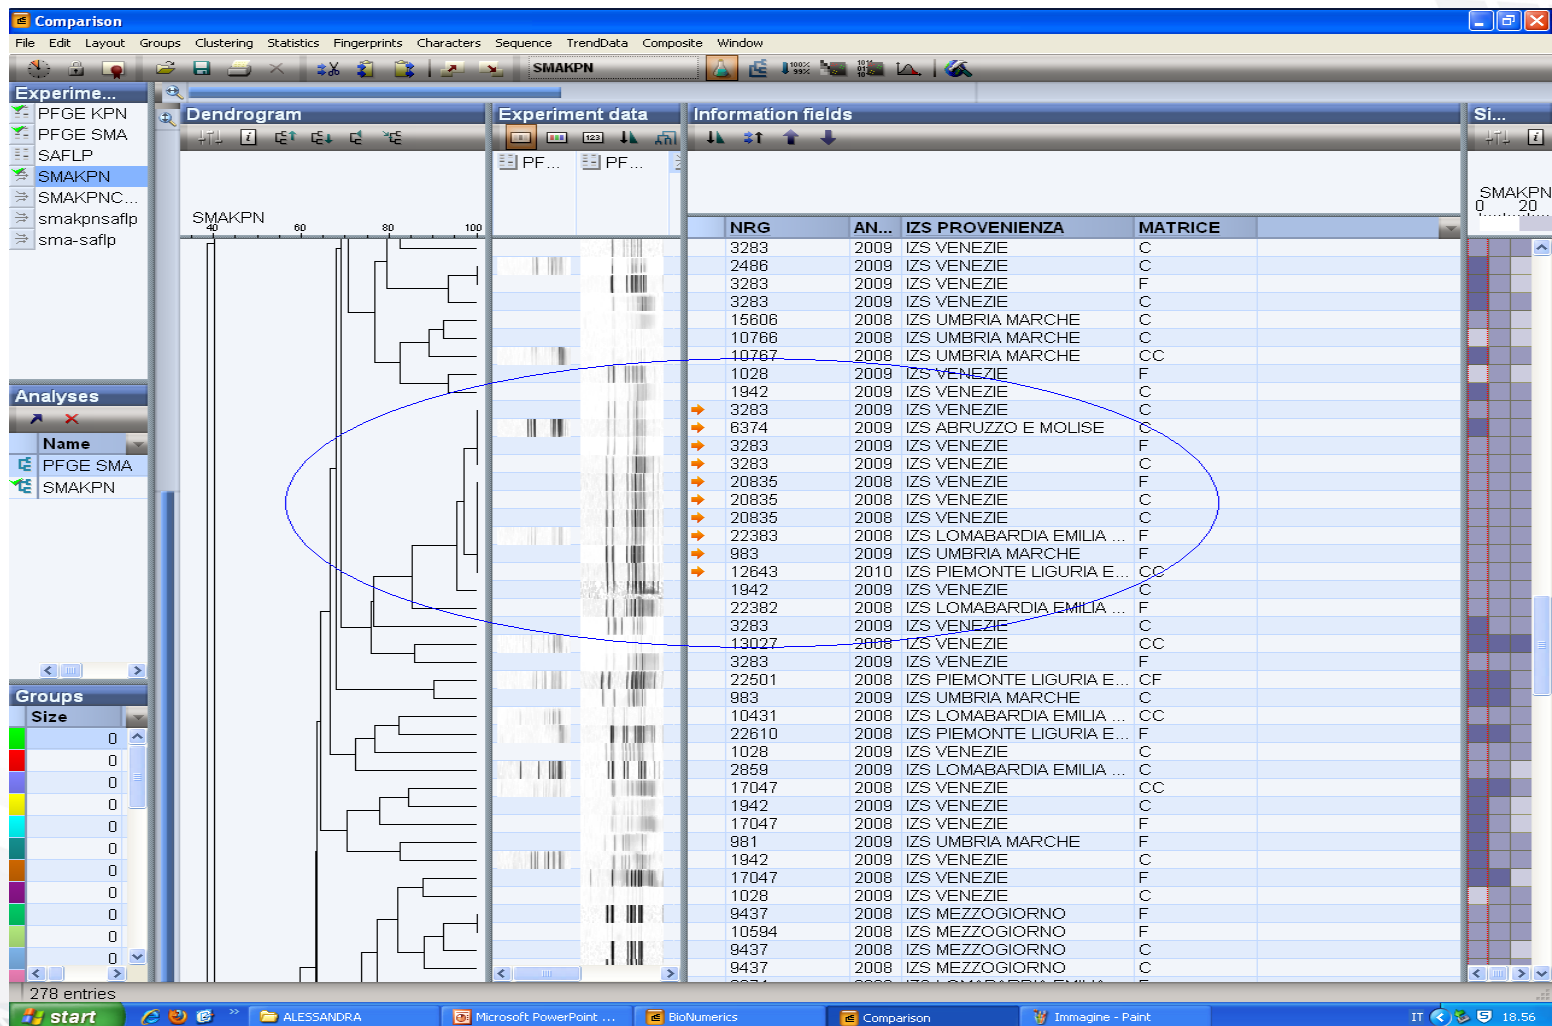 Comparison
File Edit Layout Groups Clustering Statistics Fingerprints Characters Sequence TrendData Composite Window
SMAKPN
Experime...
PFGE KPN
PFGE SMA
SAFLP
SMAKPN
SMAKPNC...
smakpnsaflp
sma-saflp
Analyses
Name
PFGE SMA
SMAKPN
Groups
Size
0
0
0
0
0
0
0
0
0
0
0
Dendrogram
SMAKPN
40 60 80 100
Experiment data
PF... PF...
Information fields
NRG AN... IZS PROVENIENZA MATRICE
3283 2009 IZS VENEZIE C
2486 2009 IZS VENEZIE C
3283 2009 IZS VENEZIE F
3283 2009 IZS VENEZIE C
15606 2008 IZS UMBRIA MARCHE C
10766 2008 IZS UMBRIA MARCHE C
10767 2008 IZS UMBRIA MARCHE CC
1028 2009 IZS VENEZIE F
1942 2009 IZS VENEZIE C
3283 2009 IZS VENEZIE C
6374 2009 IZS ABRUZZO E MOLISE C
3283 2009 IZS VENEZIE F
3283 2009 IZS VENEZIE C
20835 2008 IZS VENEZIE F
20835 2008 IZS VENEZIE C
20835 2008 IZS VENEZIE C
22383 2008 IZS LOMABARDIA EMILIA ... F
983 2009 IZS UMBRIA MARCHE F
12643 2010 IZS PIEMONTE LIGURIA E... CC
1942 2009 IZS VENEZIE C
22382 2008 IZS LOMABARDIA EMILIA ... F
3283 2009 IZS VENEZIE C
13027 2008 IZS VENEZIE CC
3283 2009 IZS VENEZIE F
22501 2008 IZS PIEMONTE LIGURIA E... CF
983 2009 IZS UMBRIA MARCHE C
10431 2008 IZS LOMABARDIA EMILIA ... CC
22610 2008 IZS PIEMONTE LIGURIA E... F
1028 2009 IZS VENEZIE C
2859 2009 IZS LOMABARDIA EMILIA ... C
17047 2008 IZS VENEZIE CC
1942 2009 IZS VENEZIE C
17047 2008 IZS VENEZIE F
981 2009 IZS UMBRIA MARCHE F
1942 2009 IZS VENEZIE C
17047 2008 IZS VENEZIE F
1028 2009 IZS VENEZIE C
9437 2008 IZS MEZZOGIORNO F
10594 2008 IZS MEZZOGIORNO F
9437 2008 IZS MEZZOGIORNO C
9437 2008 IZS MEZZOGIORNO C
Si...
SMAKPN
0 20
278 entries
start ALESSANDRA Microsoft PowerPoint ... BioNumerics Comparison Immagine - Paint IT 18.56